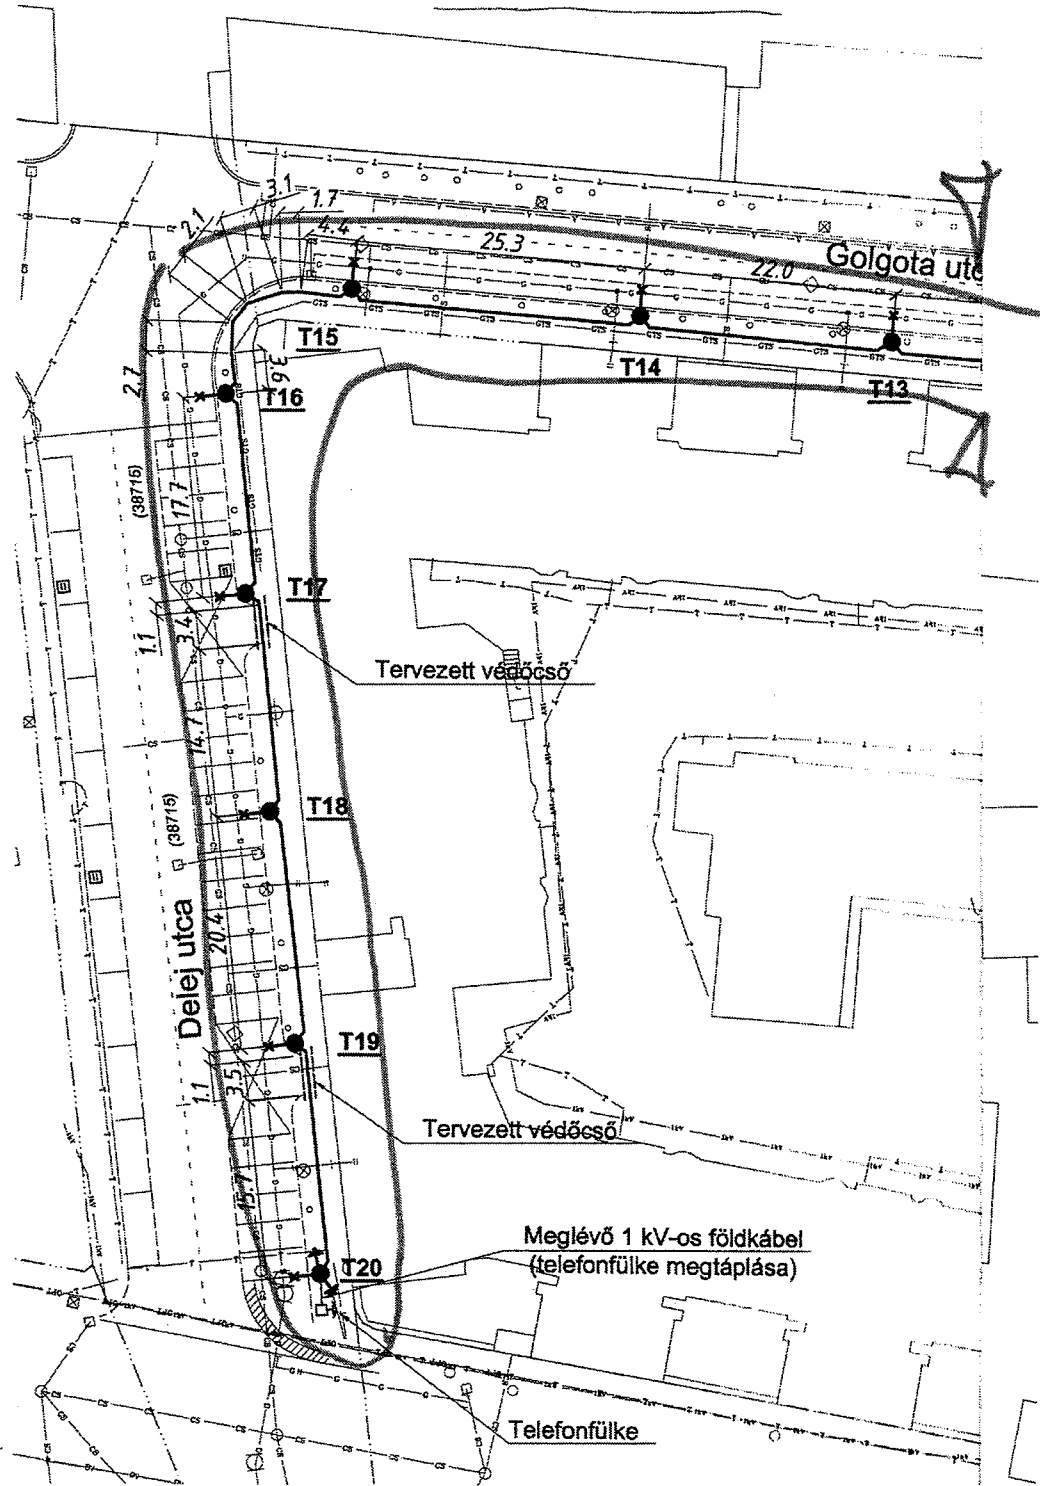 3.1
1.7
2.1
4.4
25.3
22.0
Golgota utc
T15
T14
T13
3.6
2.7
T16
(38715)
17.7
T17
1.1
3.4
Tervezett védőcső
14.7
T18
(38715)
Delej utca
20.4
T19
1.1
3.5
Tervezett védőcső
15.7
Meglévő 1 kV-os földkábel
(telefonfülke megtáplása)
T20
Telefonfülke